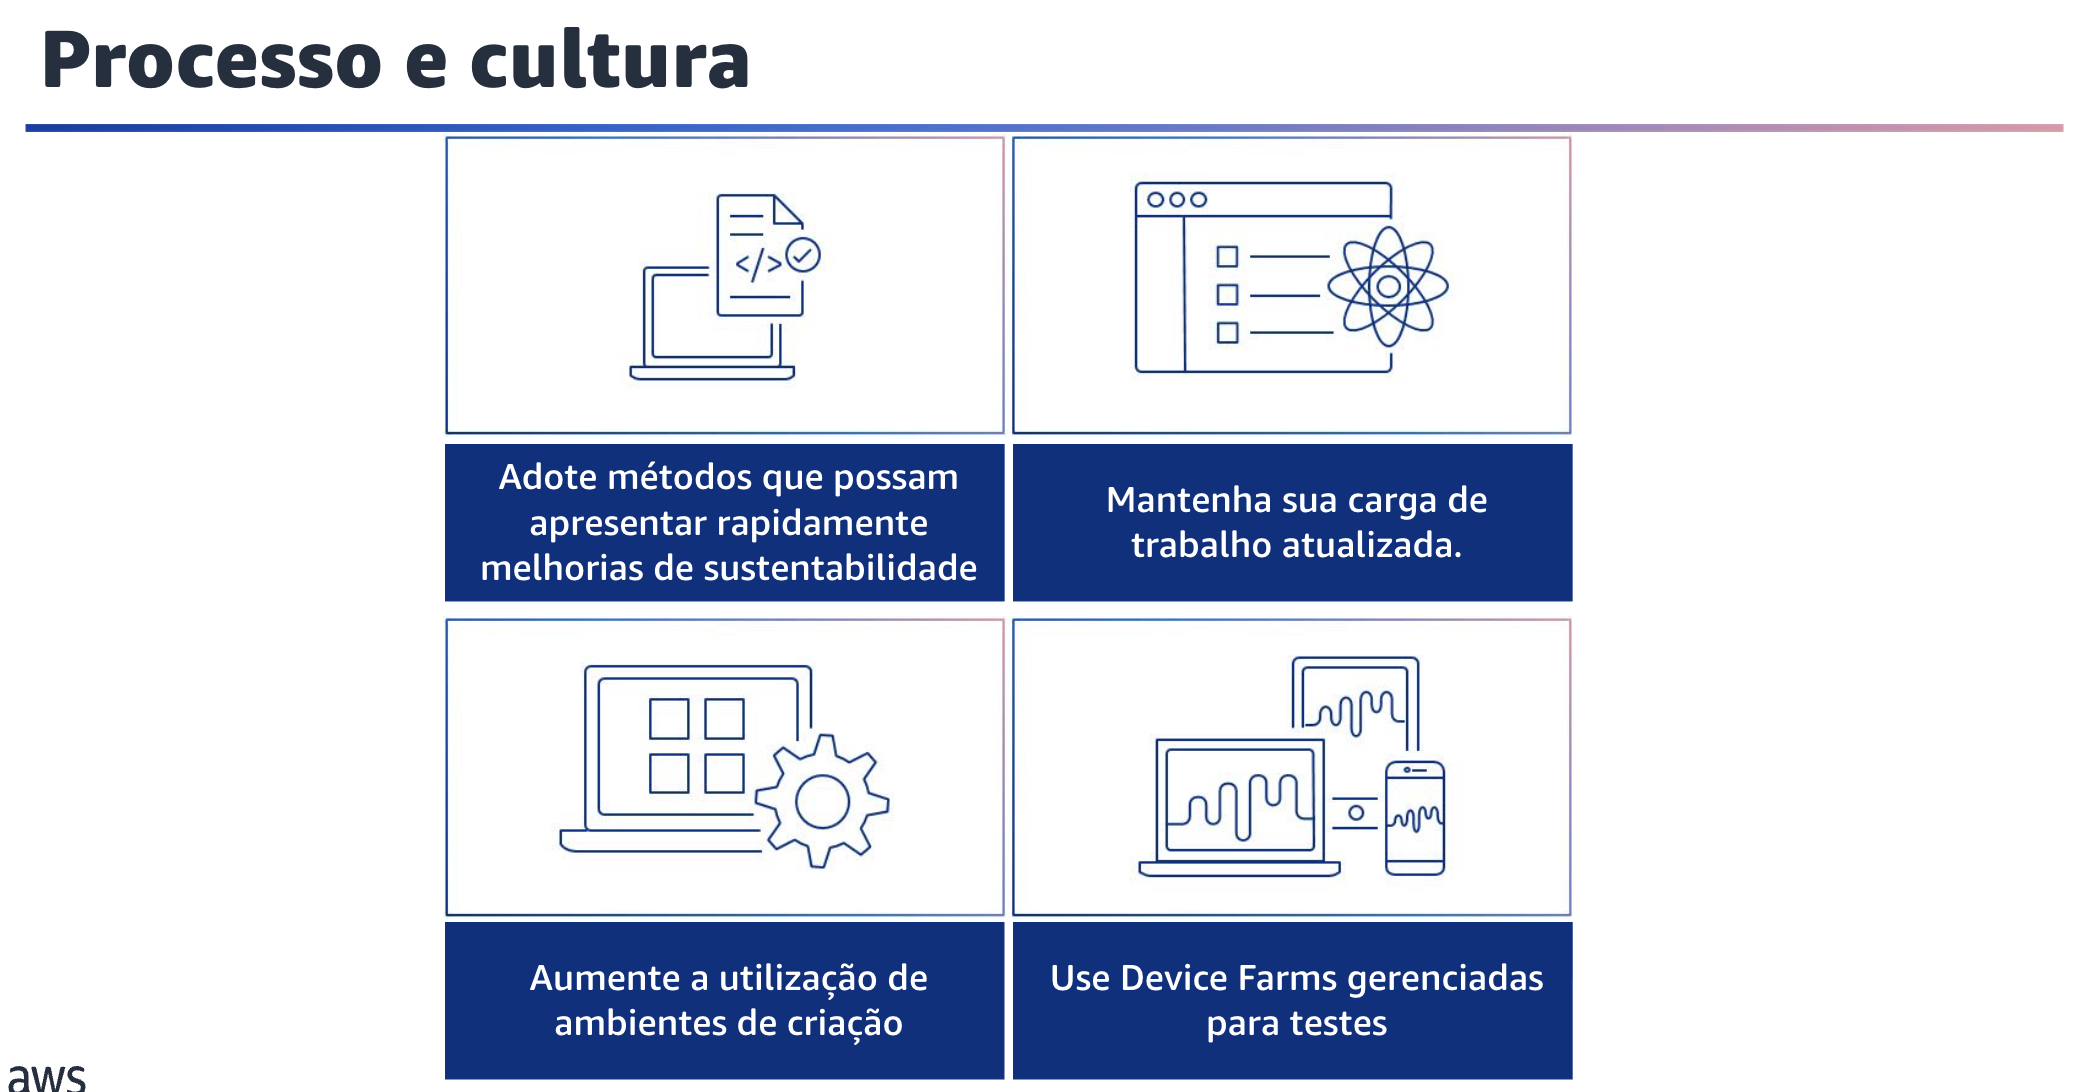 Processo e cultura
</>
Adote métodos que possam
apresentar rapidamente
melhorias de sustentabilidade
Mantenha sua carga de
trabalho atualizada.
Aumente a utilização de
ambientes de criação
Use Device Farms gerenciadas
para testes
aws